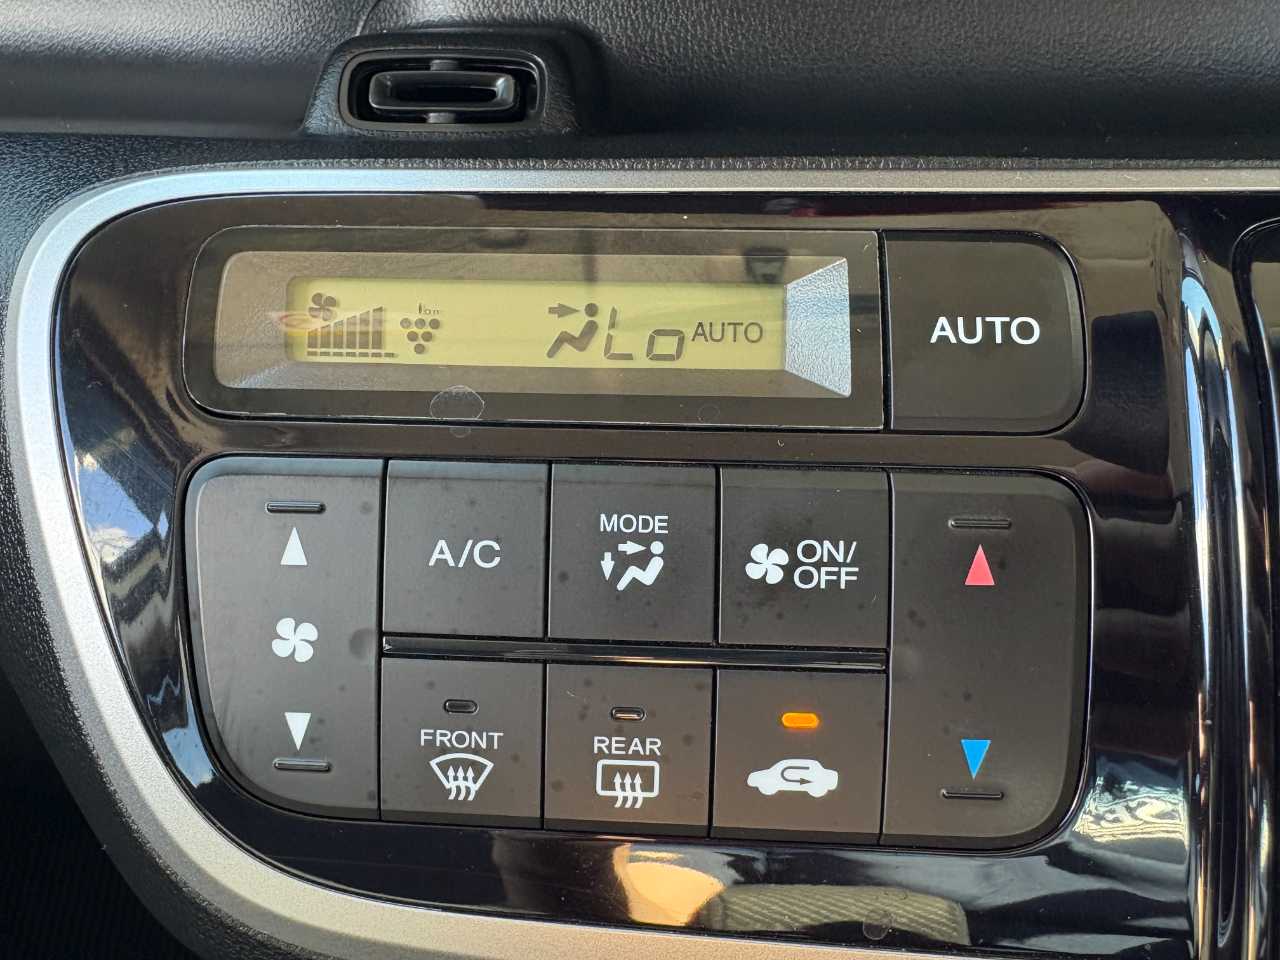 Lo AUTO
AUTO
A/C
MODE
ON/
OFF
FRONT
REAR